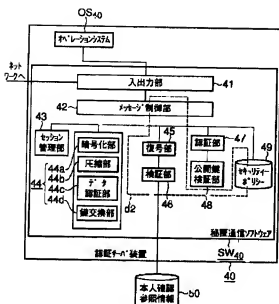 OS40
オペレーションシステム
ネット
ワークへ
入出力部
41
42
メッセージ制御部
43
セッション
管理部
暗号化部
44a
圧縮部
44b
44
データ
認証部
44c
鍵交換部
44d
45
復号部
検証部
46
d2
47
認証部
公開鍵
検証部
48
49
セキュリティー
ポリシー
秘匿通信ソフトウェア
SW40
認証サーバ装置
40
本人確認
参照情報
50